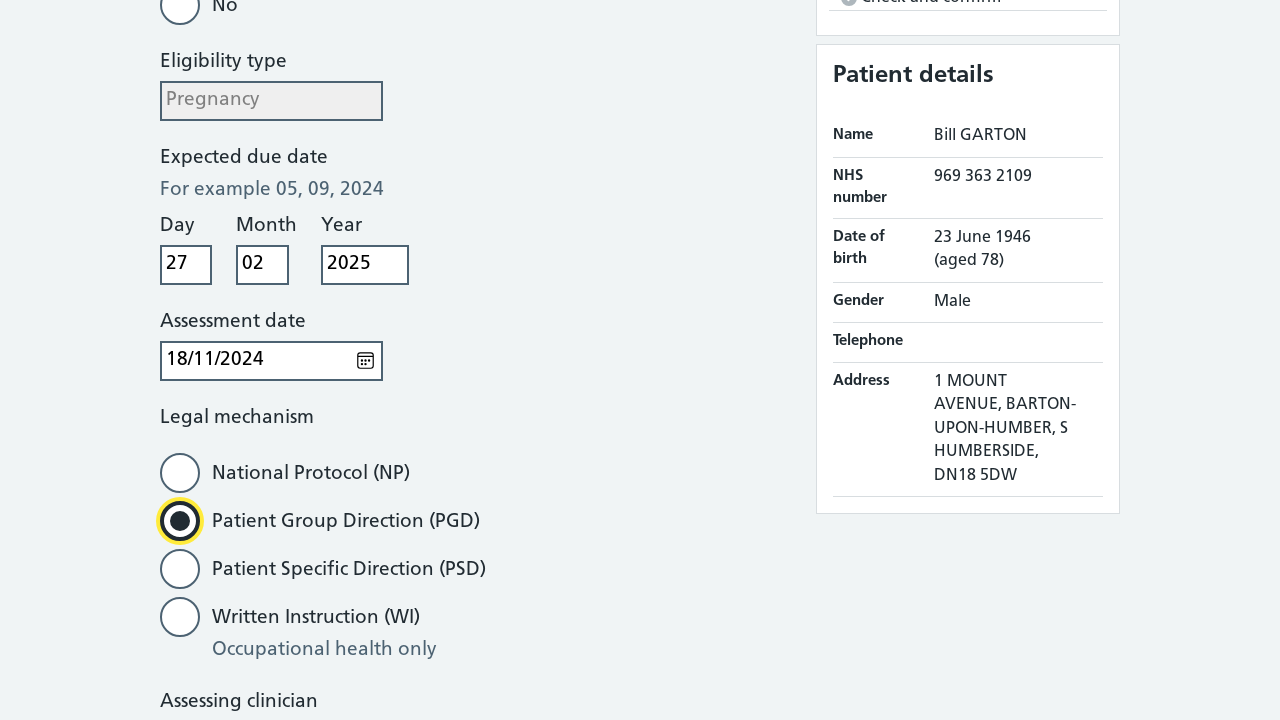 No
Eligibility type
Pregnancy
Expected due date
For example 05, 09, 2024
Day Month Year
27 02 2025
Assessment date
18/11/2024
Legal mechanism
National Protocol (NP)
Patient Group Direction (PGD)
Patient Specific Direction (PSD)
Written Instruction (WI)
Occupational health only
Assessing clinician
Check and confirm
Patient details
Name Bill GARTON
NHS number 969 363 2109
Date of birth 23 June 1946
(aged 78)
Gender Male
Telephone
Address 1 MOUNT
AVENUE, BARTON-
UPON-HUMBER, S
HUMBERSIDE,
DN18 5DW